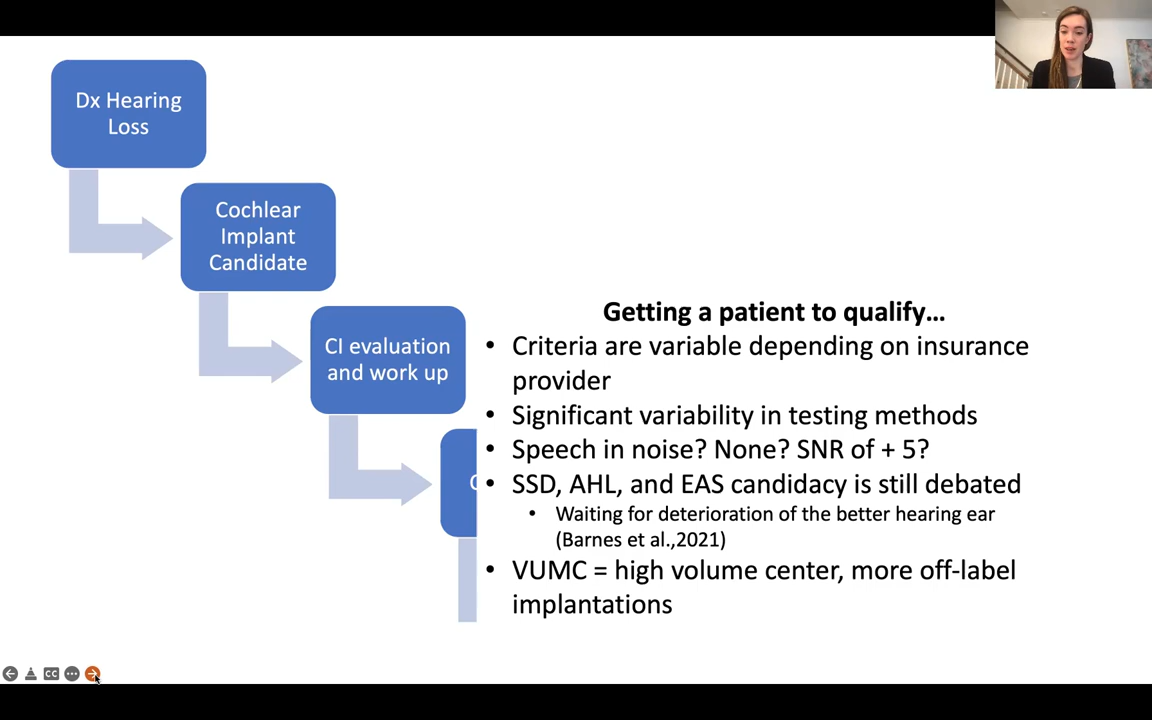 Dx Hearing
Loss
Cochlear
Implant
Candidate
CI evaluation
and work up
Getting a patient to qualify...
• Criteria are variable depending on insurance
provider
• Significant variability in testing methods
• Speech in noise? None? SNR of + 5?
• SSD, AHL, and EAS candidacy is still debated
• Waiting for deterioration of the better hearing ear
(Barnes et al.,2021)
• VUMC = high volume center, more off-label
implantations
CC